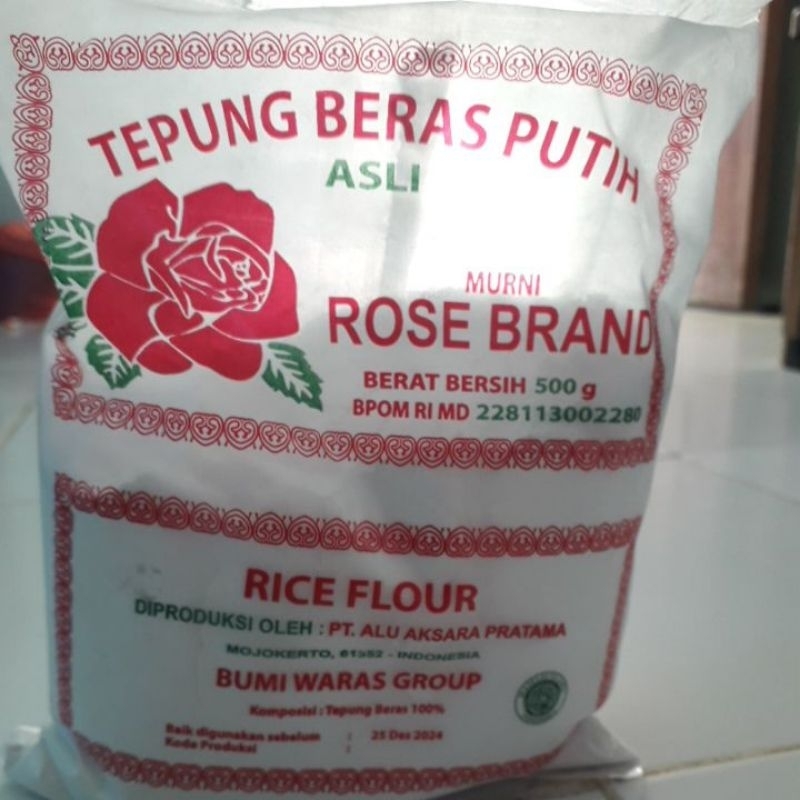 TEPUNG BERAS PUTIH
ASLI
MURNI
ROSE BRAND
BERAT BERSIH 500 g
BPOM RI MD 228113002280
RICE FLOUR
DIPRODUKSI OLEH : PT. ALU AKSARA PRATAMA
MOJOKERTO, 61352 - INDONESIA
BUMI WARAS GROUP
Komposisi : Tepung Beras 100%
Baik digunakan sebelum : 25 Des 2024
Kode Produksi :